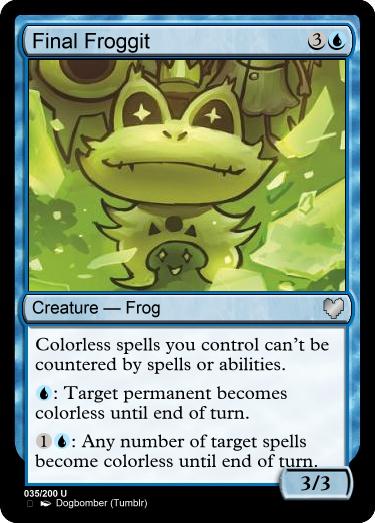 Final Froggit 3
Creature — Frog
Colorless spells you control can't be
countered by spells or abilities.
: Target permanent becomes
colorless until end of turn.
1 : Any number of target spells
become colorless until end of turn.
3/3
035/200 U
Dogbomber (Tumblr)